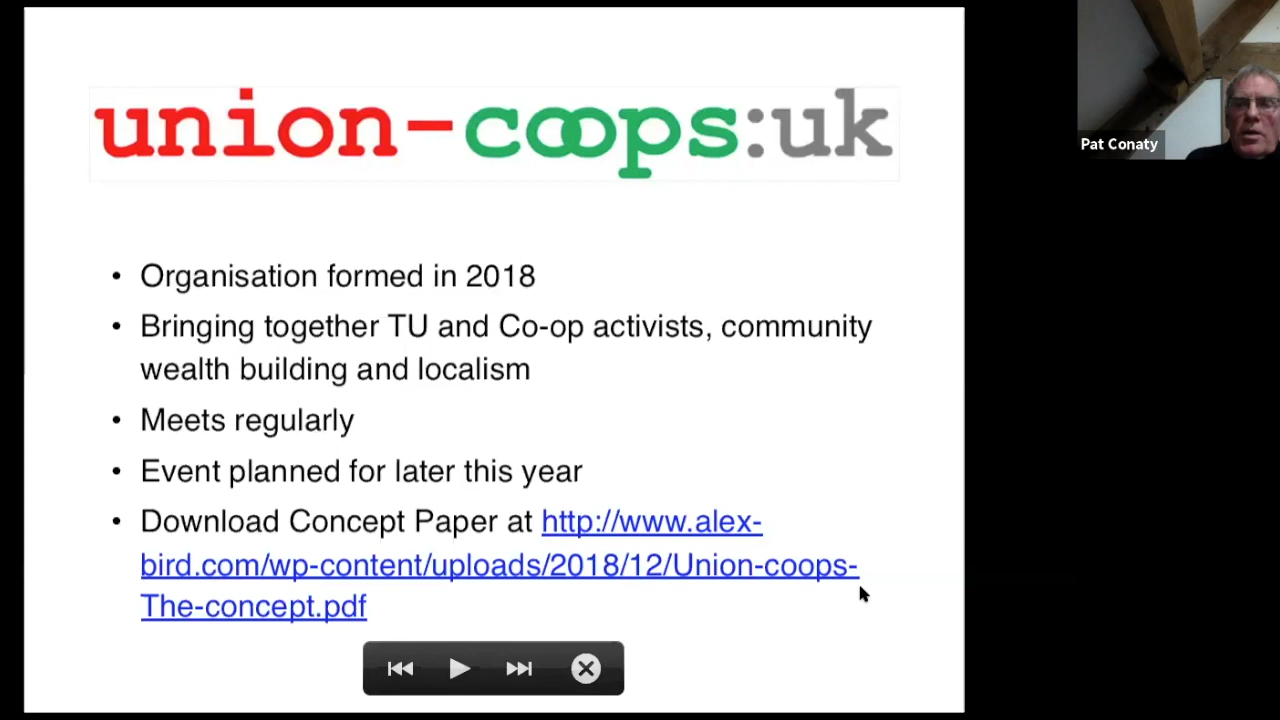 union-coops:uk
Pat Conaty
• Organisation formed in 2018
• Bringing together TU and Co-op activists, community
wealth building and localism
• Meets regularly
• Event planned for later this year
• Download Concept Paper at http://www.alex-
bird.com/wp-content/uploads/2018/12/Union-coops-
The-concept.pdf